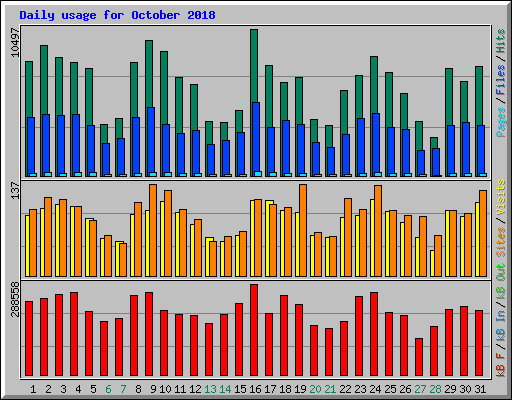 Daily usage for October 2018
10497
Pages / Files / Hits
137
Sites / Visits
288558
kB F / kB In / kB Out
1 2 3 4 5 6 7 8 9 10 11 12 13 14 15 16 17 18 19 20 21 22 23 24 25 26 27 28 29 30 31